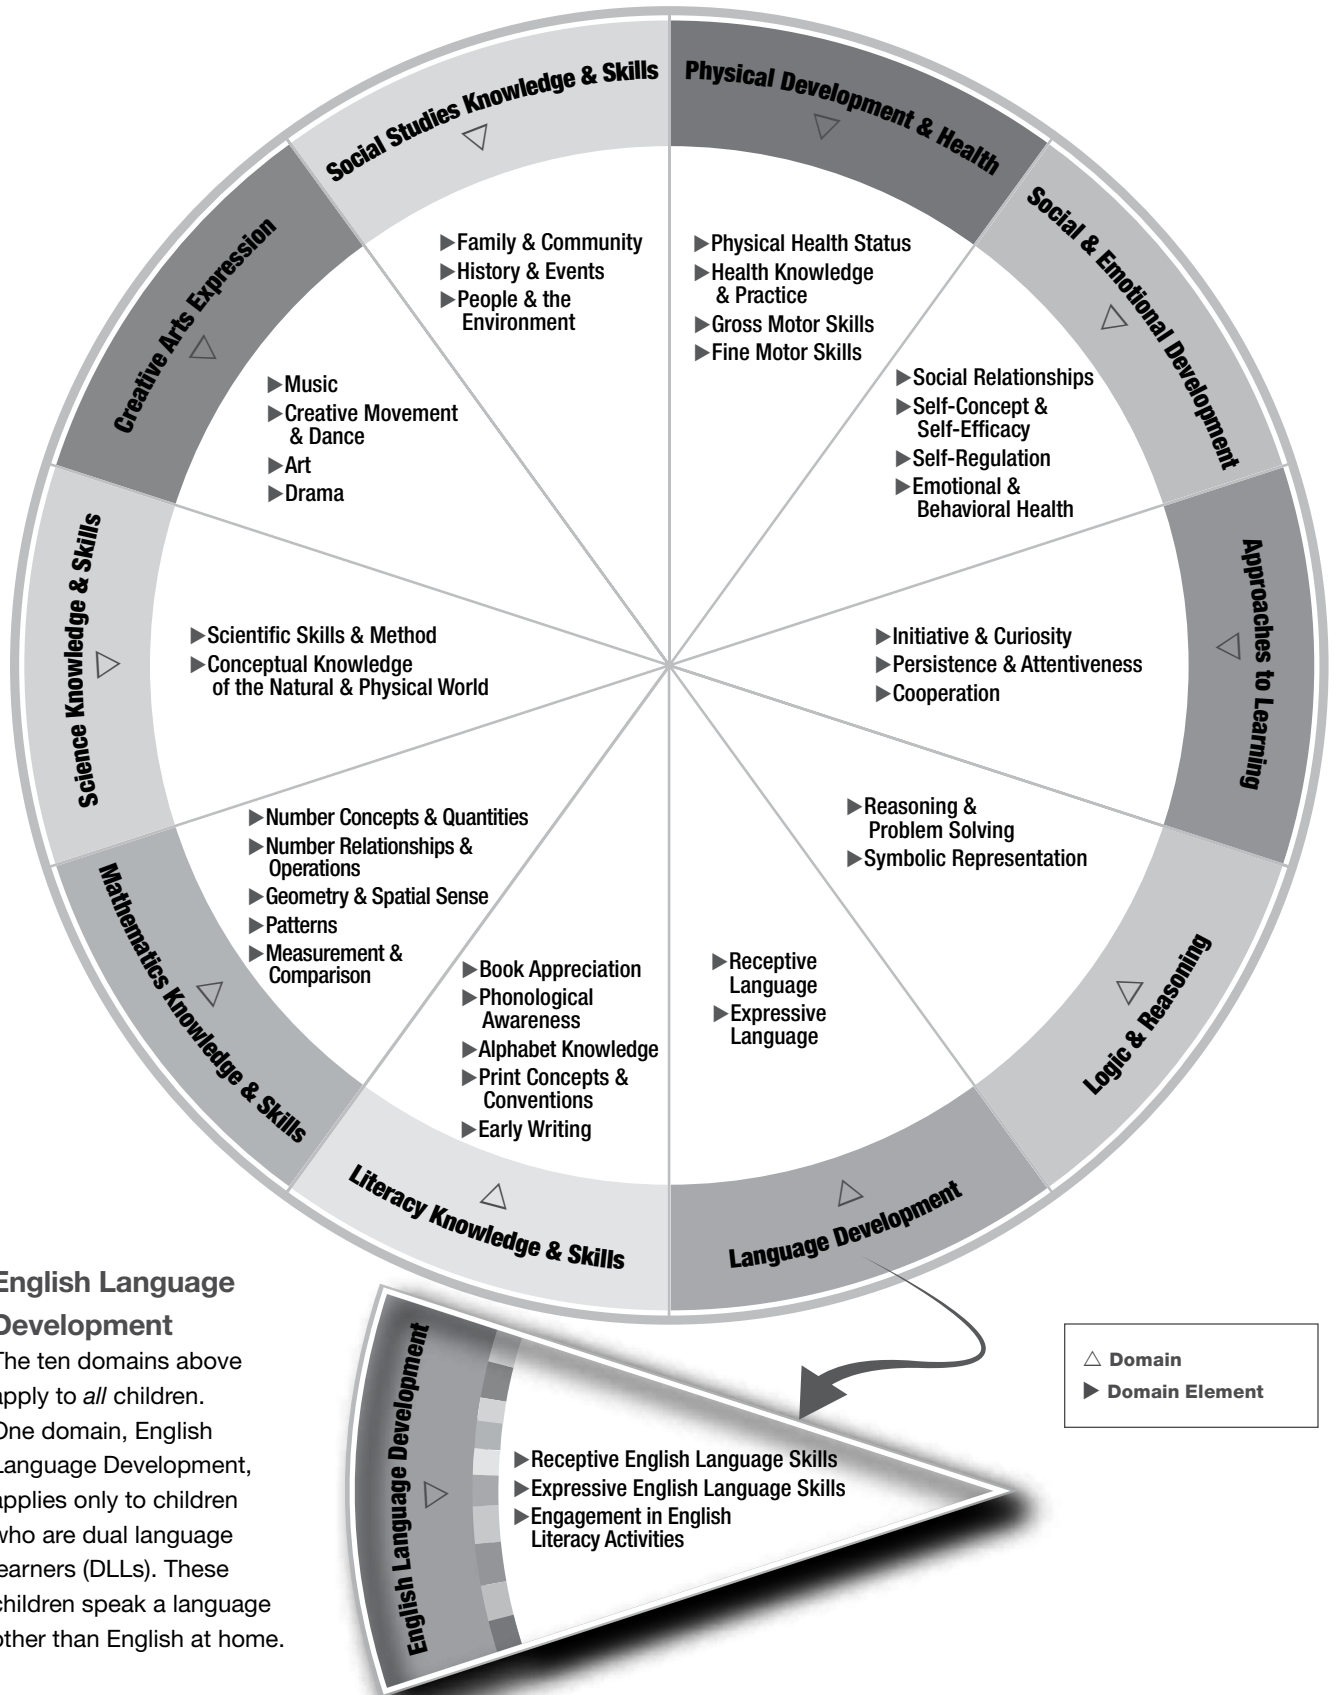 Social Studies Knowledge & Skills
Physical Development & Health
Social & Emotional Development
Creative Arts Expression
▶Family & Community
▶History & Events
▶People & the
Environment
▶Physical Health Status
▶Health Knowledge
& Practice
▶Gross Motor Skills
▶Fine Motor Skills
▶Social Relationships
▶Self-Concept &
Self-Efficacy
▶Self-Regulation
▶Emotional &
Behavioral Health
▶Music
▶Creative Movement
& Dance
▶Art
▶Drama
Science Knowledge & Skills
▶Scientific Skills & Method
▶Conceptual Knowledge
of the Natural & Physical World
▶Initiative & Curiosity
▶Persistence & Attentiveness
▶Cooperation
Approaches to Learning
▶Reasoning &
Problem Solving
▶Symbolic Representation
Logic & Reasoning
Mathematics Knowledge & Skills
▶Number Concepts & Quantities
▶Number Relationships &
Operations
▶Geometry & Spatial Sense
▶Patterns
▶Measurement &
Comparison
▶Book Appreciation
▶Phonological
Awareness
▶Alphabet Knowledge
▶Print Concepts &
Conventions
▶Early Writing
▶Receptive
Language
▶Expressive
Language
Literacy Knowledge & Skills
Language Development
English Language
Development
The ten domains above
apply to all children.
One domain, English
Language Development,
applies only to children
who are dual language
learners (DLLs). These
children speak a language
other than English at home.
English Language Development
▶Receptive English Language Skills
▶Expressive English Language Skills
▶Engagement in English
Literacy Activities
△ Domain
▶ Domain Element